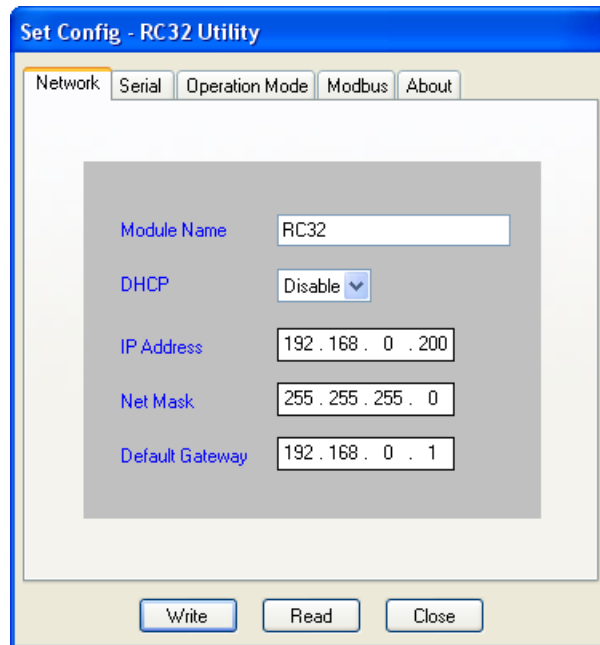 Set Config - RC32 Utility
Network Serial Operation Mode Modbus About
Module Name RC32
DHCP Disable
IP Address 192 . 168 . 0 . 200
Net Mask 255 . 255 . 255 . 0
Default Gateway 192 . 168 . 0 . 1
Write Read Close